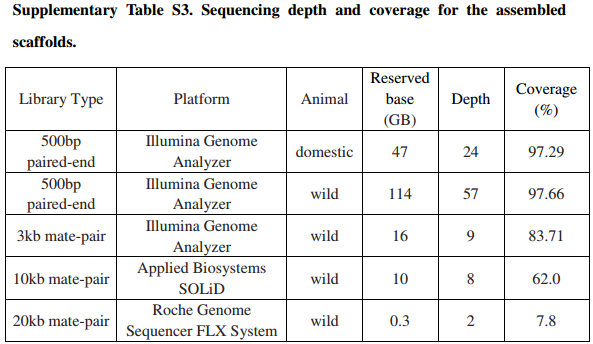 Supplementary Table S3. Sequencing depth and coverage for the assembled
scaffolds.
Library Type Platform Animal Reserved base (GB) Depth Coverage (%)
500bp paired-end Illumina Genome Analyzer domestic 47 24 97.29
500bp paired-end Illumina Genome Analyzer wild 114 57 97.66
3kb mate-pair Illumina Genome Analyzer wild 16 9 83.71
10kb mate-pair Applied Biosystems SOLiD wild 10 8 62.0
20kb mate-pair Roche Genome Sequencer FLX System wild 0.3 2 7.8